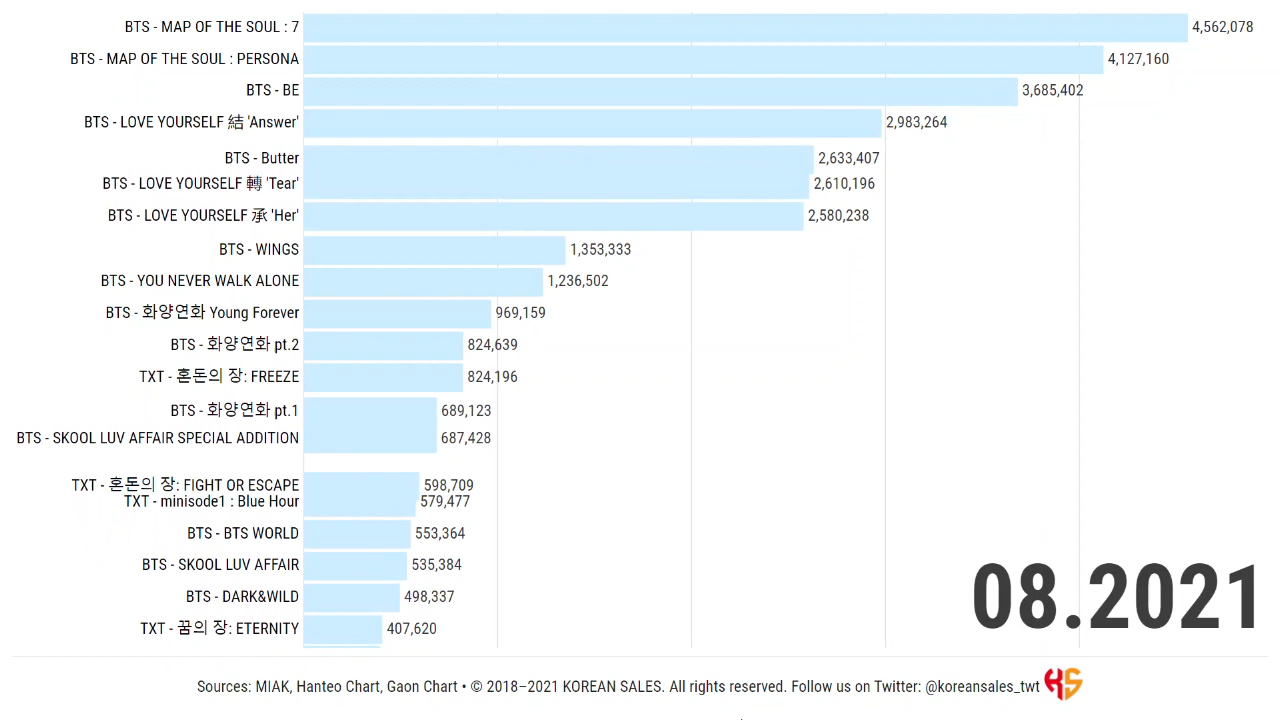 BTS - MAP OF THE SOUL : 7 4,562,078
BTS - MAP OF THE SOUL : PERSONA 4,127,160
BTS - BE 3,685,402
BTS - LOVE YOURSELF 結 'Answer' 2,983,264
BTS - Butter 2,633,407
BTS - LOVE YOURSELF 轉 'Tear' 2,610,196
BTS - LOVE YOURSELF 承 'Her' 2,580,238
BTS - WINGS 1,353,333
BTS - YOU NEVER WALK ALONE 1,236,502
BTS - 화양연화 Young Forever 969,159
BTS - 화양연화 pt.2 824,639
TXT - 혼돈의 장: FREEZE 824,196
BTS - 화양연화 pt.1 689,123
BTS - SKOOL LUV AFFAIR SPECIAL ADDITION 687,428
TXT - 혼돈의 장: FIGHT OR ESCAPE 598,709
TXT - minisode1 : Blue Hour 579,477
BTS - BTS WORLD 553,364
BTS - SKOOL LUV AFFAIR 535,384
BTS - DARK&WILD 498,337
TXT - 꿈의 장: ETERNITY 407,620
08.2021
Sources: MIAK, Hanteo Chart, Gaon Chart • © 2018–2021 KOREAN SALES. All rights reserved. Follow us on Twitter: @koreansales_twt KS